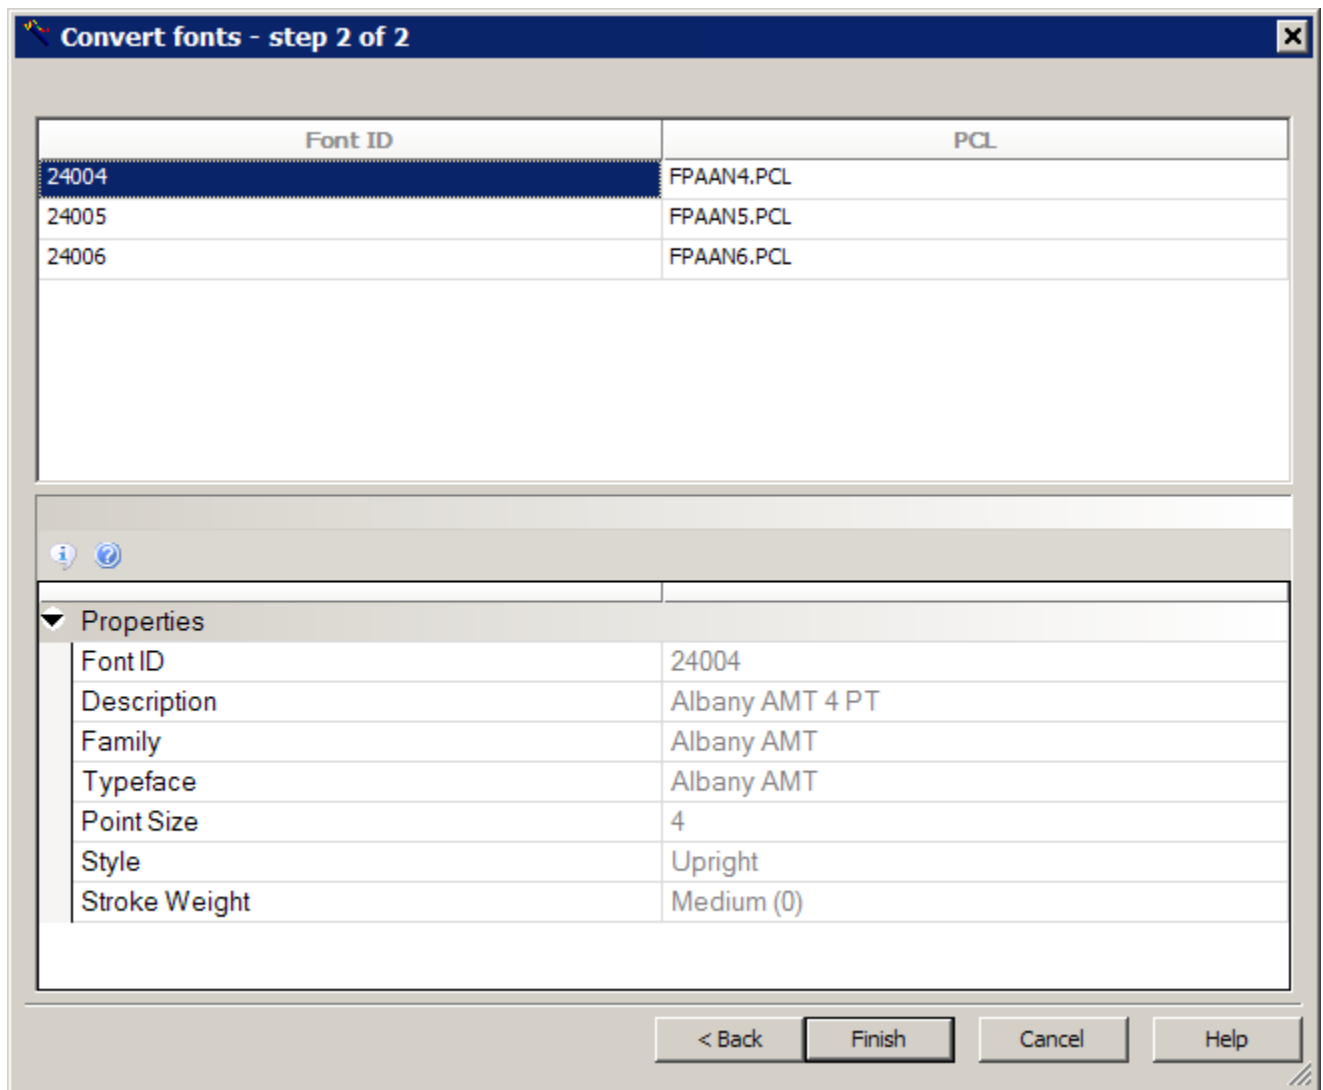 Convert fonts - step 2 of 2
Font ID PCL
24004 FPAAN4.PCL
24005 FPAAN5.PCL
24006 FPAAN6.PCL
Properties
Font ID 24004
Description Albany AMT 4 PT
Family Albany AMT
Typeface Albany AMT
Point Size 4
Style Upright
Stroke Weight Medium (0)
< Back Finish Cancel Help